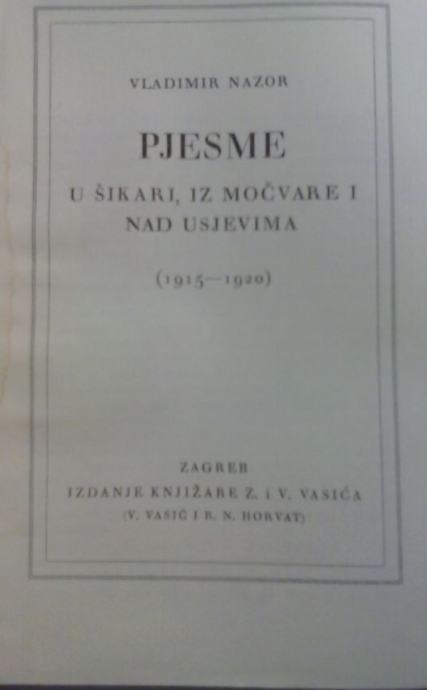 VLADIMIR NAZOR
PJESME
U ŠIKARI, IZ MOČVARE I
NAD USJEVIMA
(1915—1920)
ZAGREB
IZDANJE KNJIŽARE Z. i V. VASIĆA
(V. VASIĆ I R. N. HORVAT)